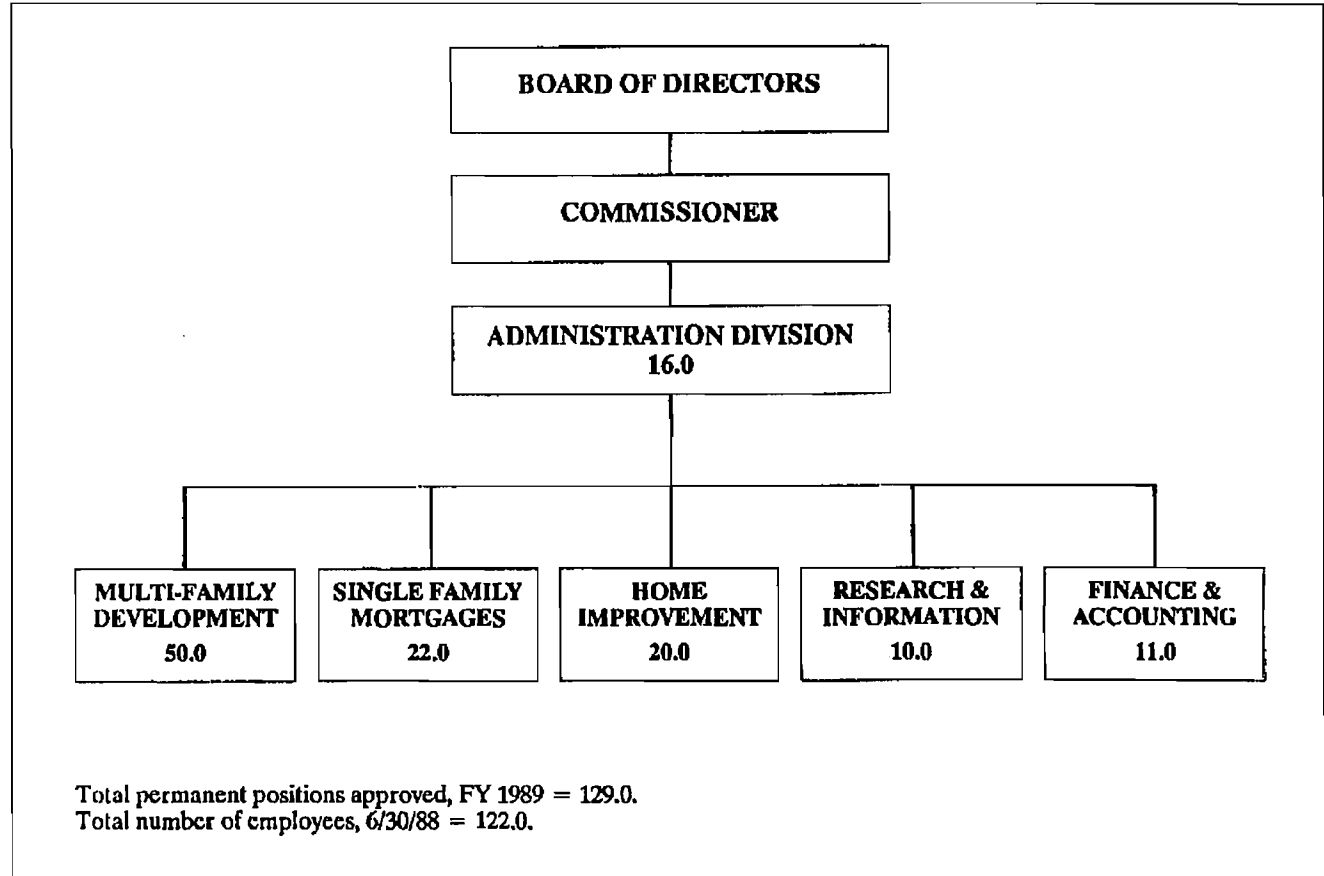 BOARD OF DIRECTORS
COMMISSIONER
ADMINISTRATION DIVISION
16.0
MULTI-FAMILY
DEVELOPMENT
50.0
SINGLE FAMILY
MORTGAGES
22.0
HOME
IMPROVEMENT
20.0
RESEARCH &
INFORMATION
10.0
FINANCE &
ACCOUNTING
11.0
Total permanent positions approved, FY 1989 = 129.0.
Total number of employees, 6/30/88 = 122.0.